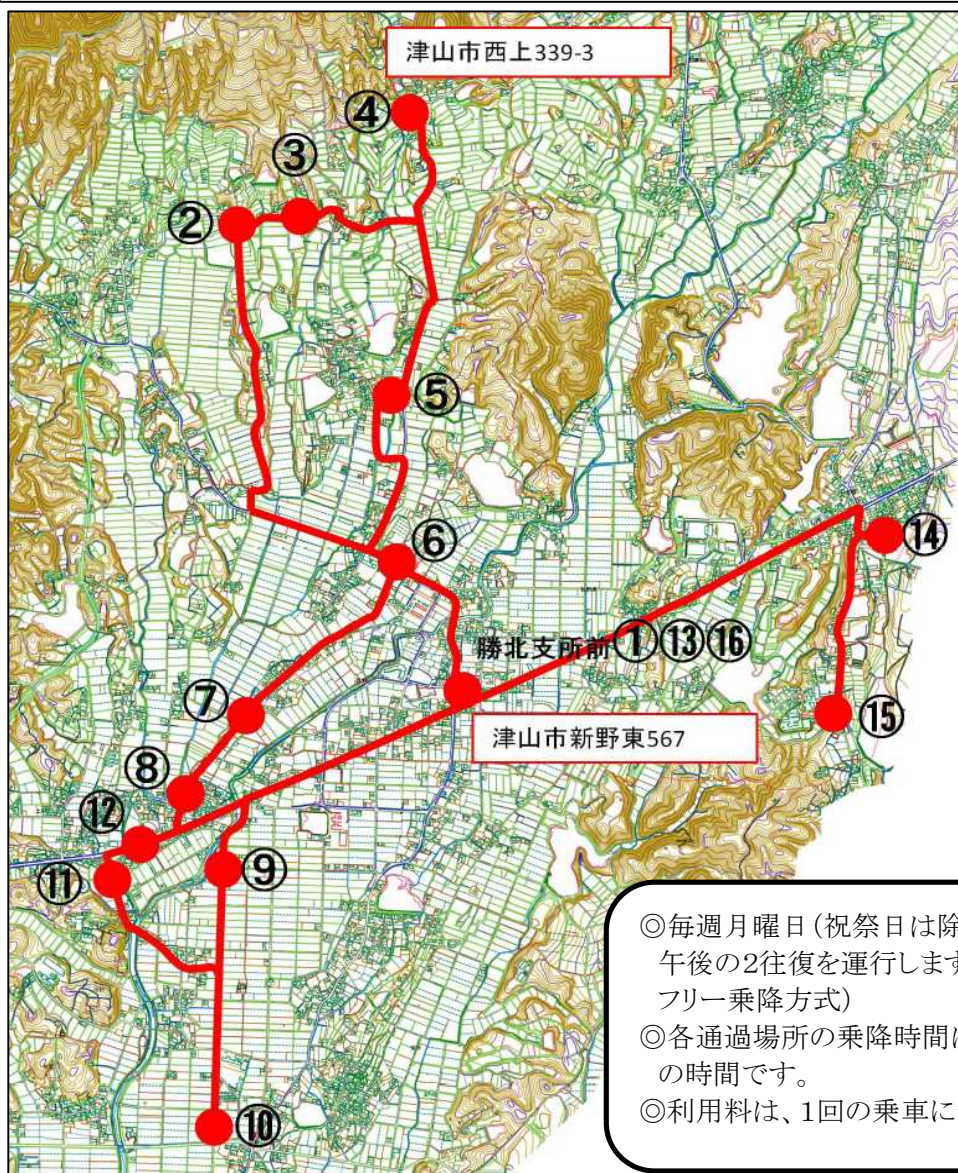 津山市西上339-3
④
③
②
⑤
⑥
⑭
勝北支所前①⑬⑯
⑦
⑮
津山市新野東567
⑧
⑫
⑨
⑪
◎毎週月曜日(祝祭日は除
午後の2往復を運行します
フリー乗降方式)
◎各通過場所の乗降時間は
の時間です。
◎利用料は、1回の乗車に
⑩